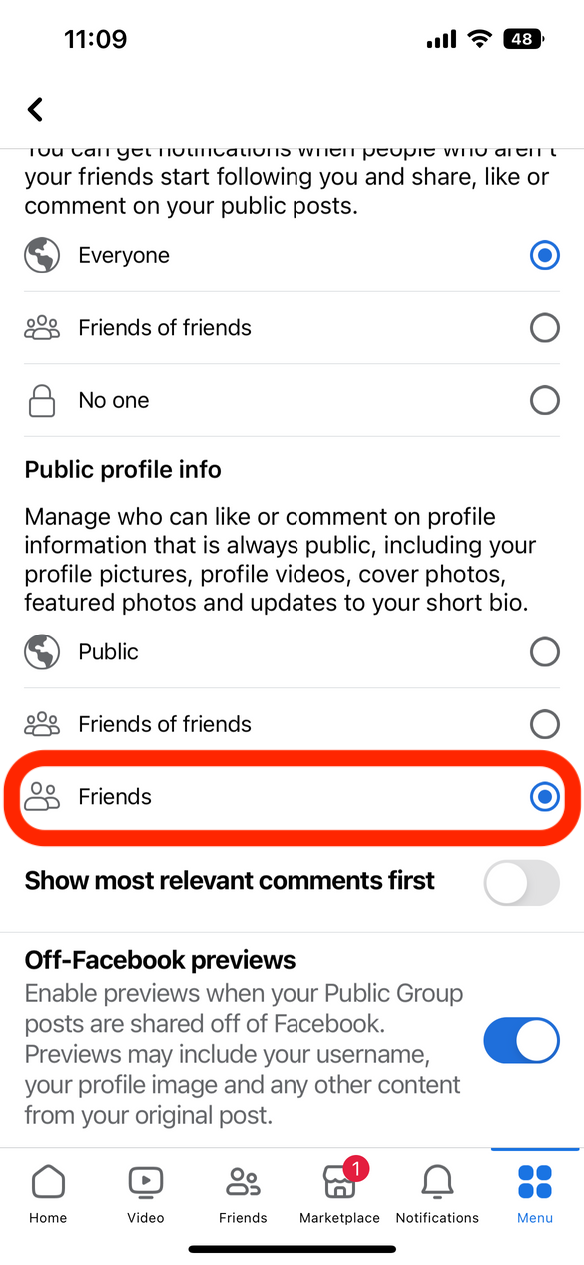 11:09
48
You can get notifications when people who aren't
your friends start following you and share, like or
comment on your public posts.
Everyone
Friends of friends
No one
Public profile info
Manage who can like or comment on profile
information that is always public, including your
profile pictures, profile videos, cover photos,
featured photos and updates to your short bio.
Public
Friends of friends
Friends
Show most relevant comments first
Off-Facebook previews
Enable previews when your Public Group
posts are shared off of Facebook.
Previews may include your username,
your profile image and any other content
from your original post.
1
Home
Video
Friends
Marketplace
Notifications
Menu